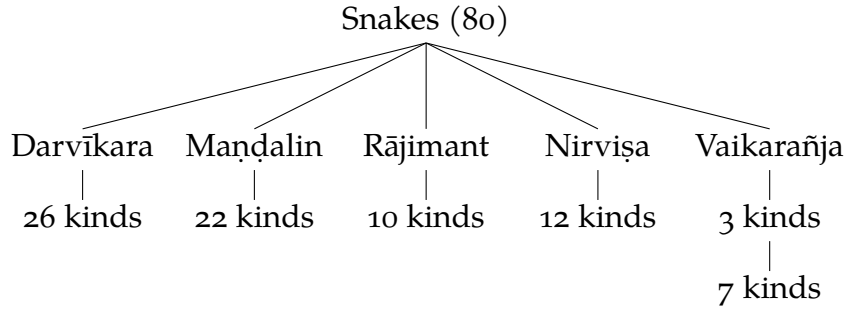 Snakes (80)
Darvīkara Maṇḍalin Rājimant Nirviṣa Vaikarañja
26 kinds 22 kinds 10 kinds 12 kinds 3 kinds
7 kinds